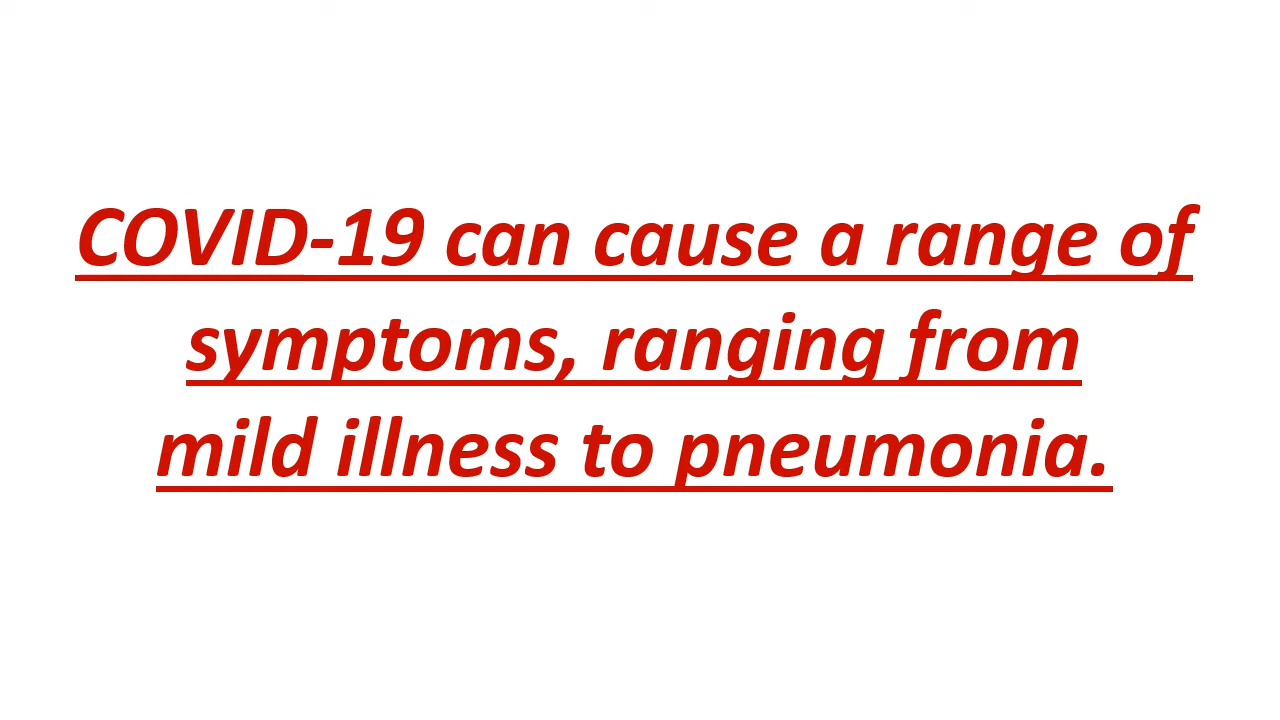 COVID-19 can cause a range of
symptoms, ranging from
mild illness to pneumonia.